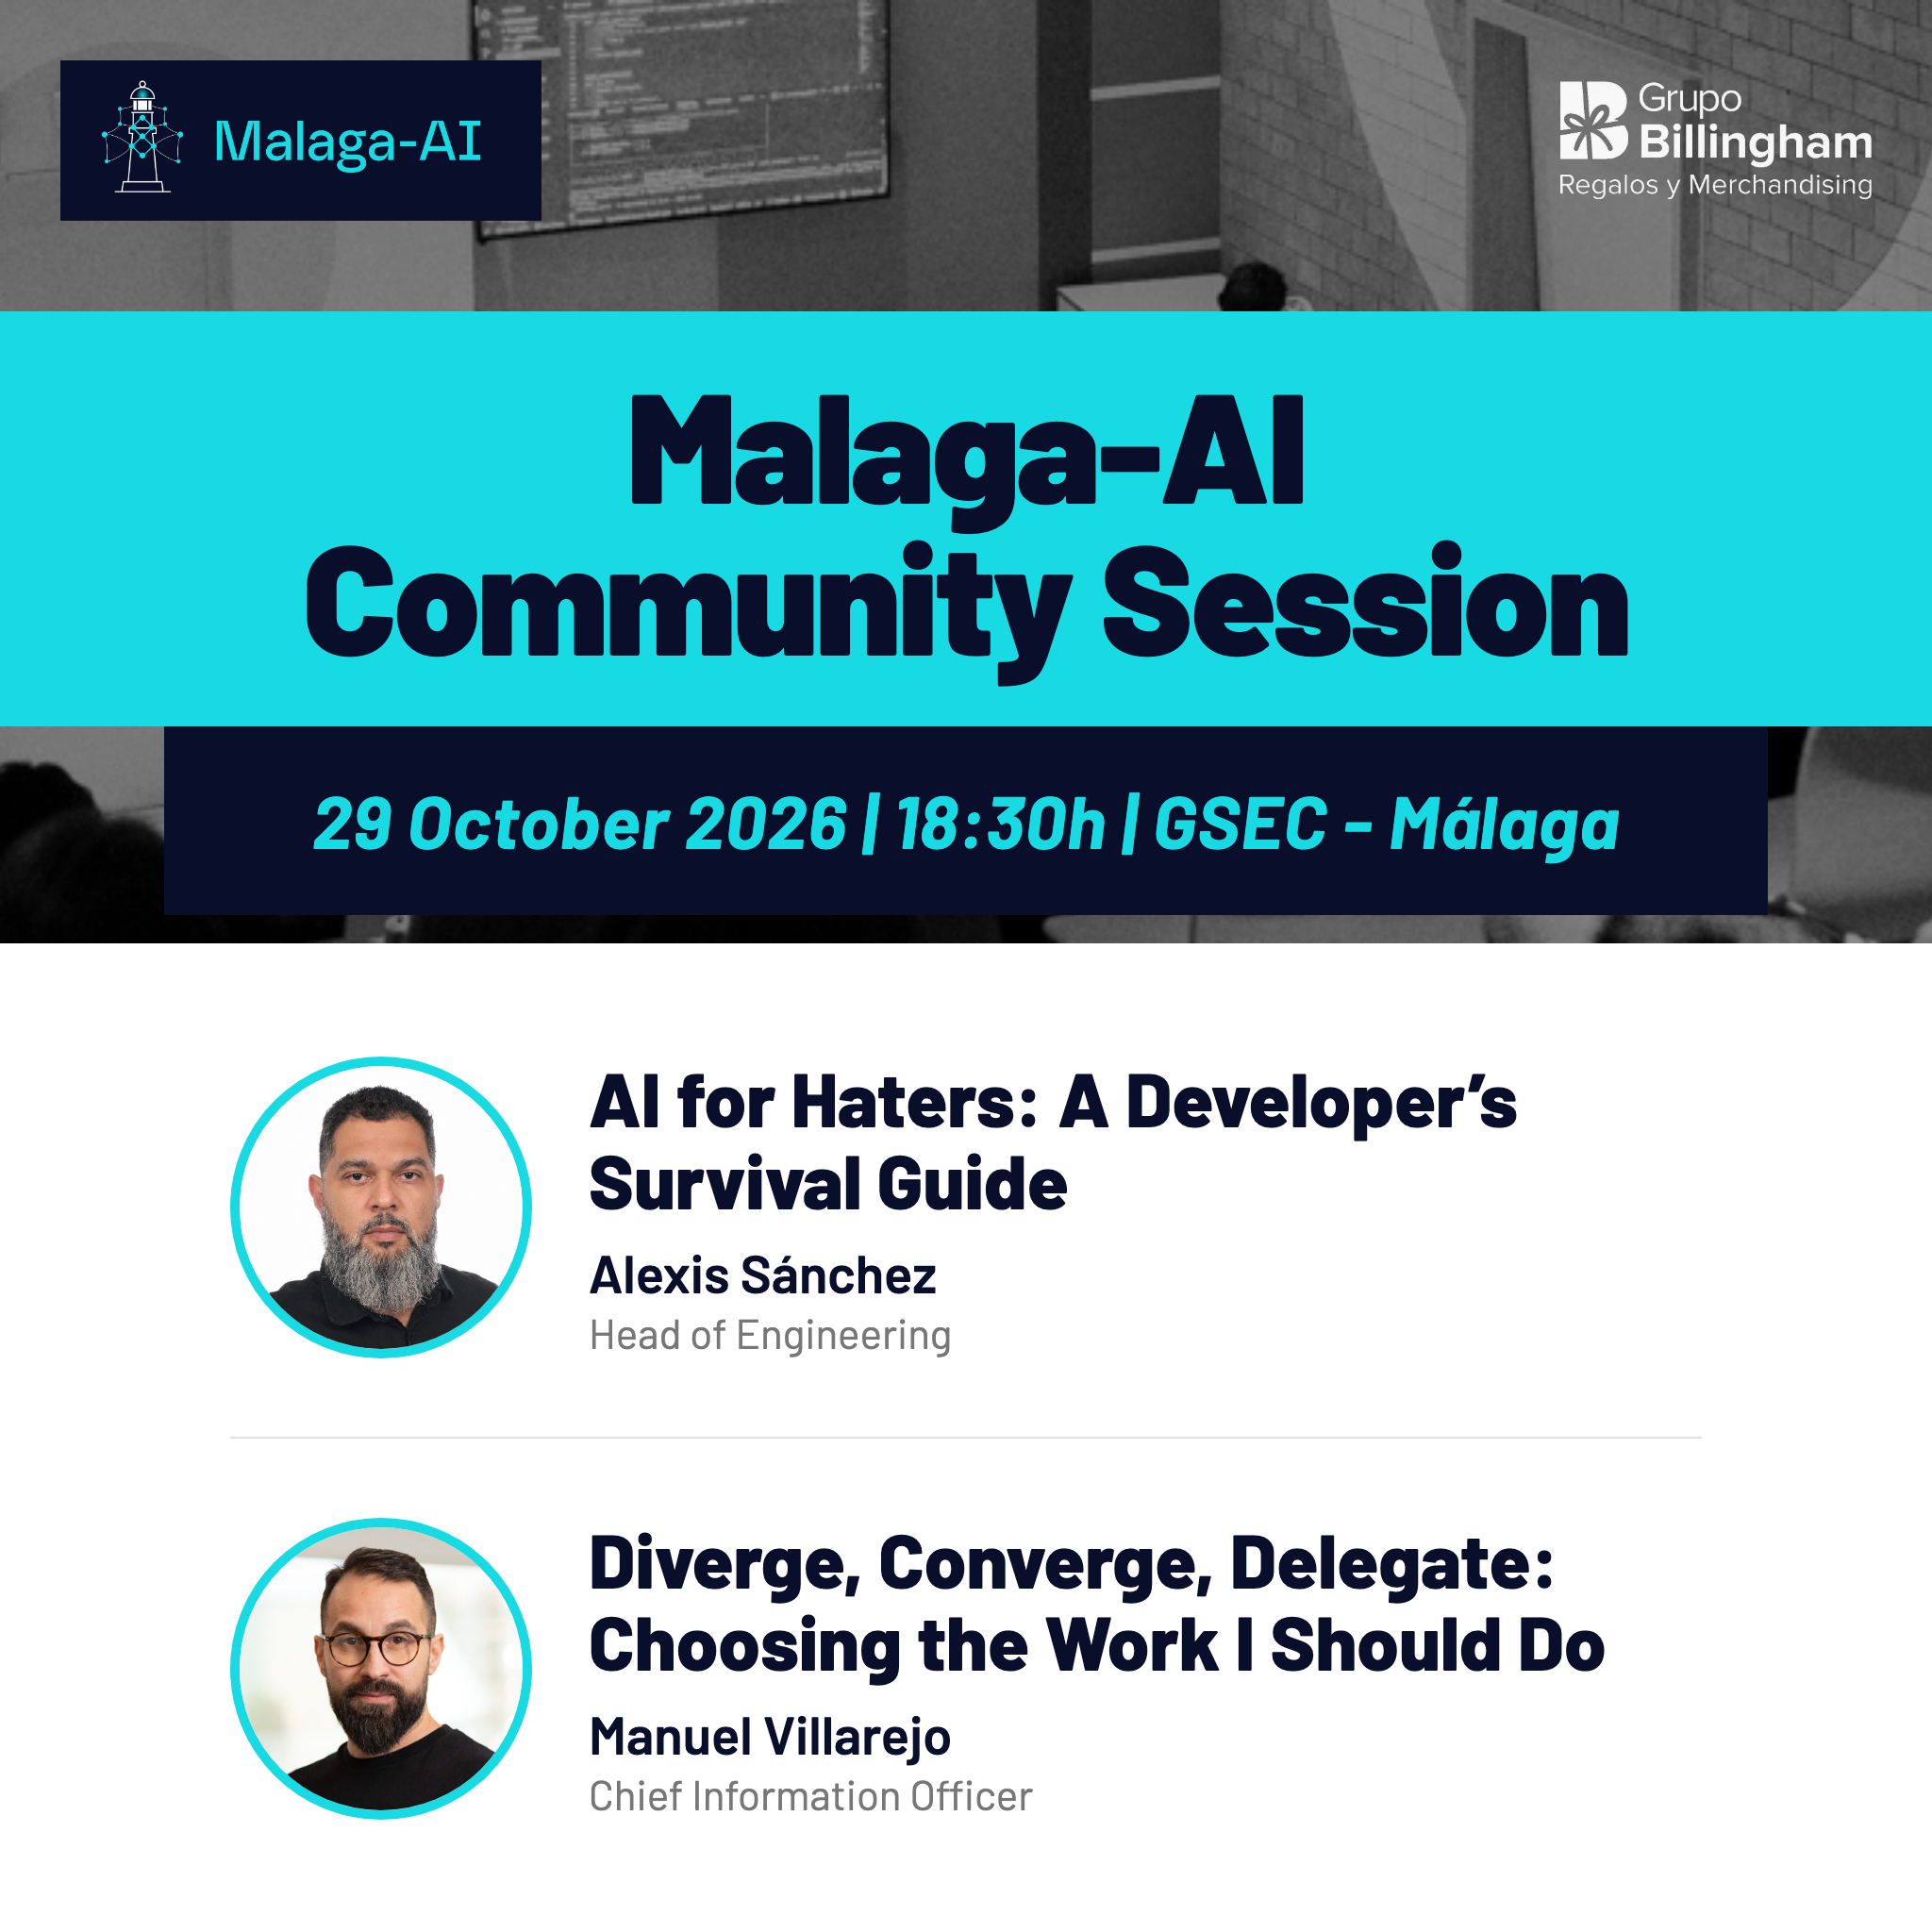 Malaga-AI
Grupo
Billingham
Regalos y Merchandising
Malaga-AI
Community Session
29 October 2026 | 18:30h | GSEC - Málaga
AI for Haters: A Developer’s
Survival Guide
Alexis Sánchez
Head of Engineering
Diverge, Converge, Delegate:
Choosing the Work I Should Do
Manuel Villarejo
Chief Information Officer